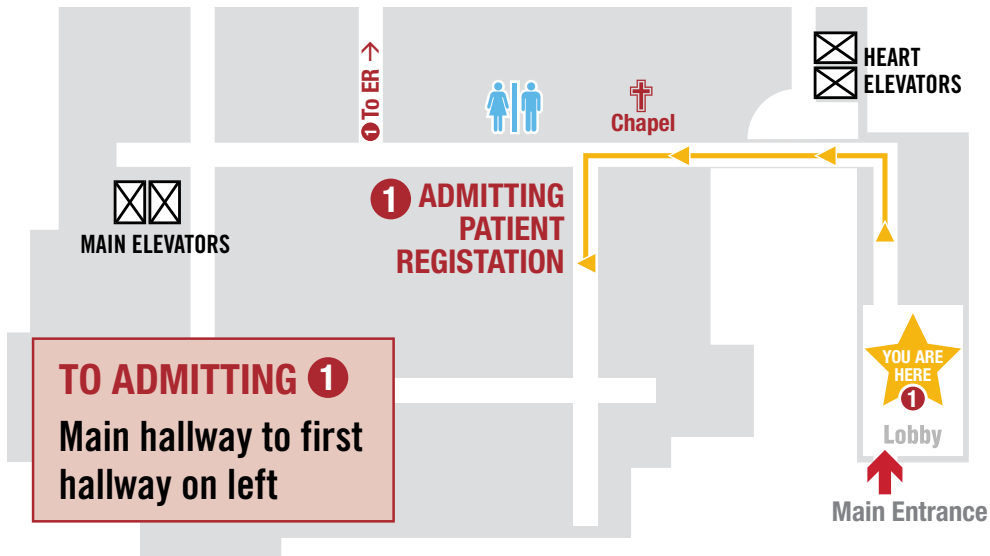 HEART
ELEVATORS
❶ To ER →
Chapel
1 ADMITTING
PATIENT
REGISTATION
MAIN ELEVATORS
TO ADMITTING 1
Main hallway to first
hallway on left
YOU ARE
HERE
1
Lobby
Main Entrance